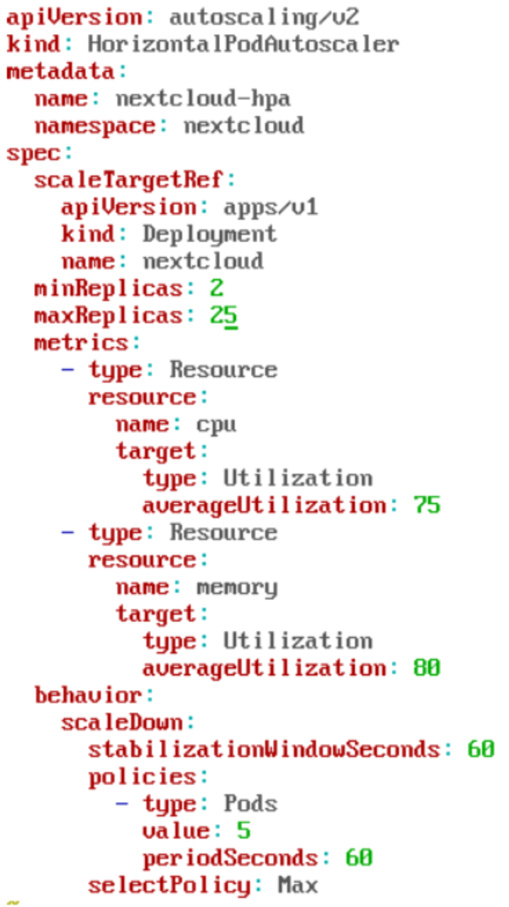 apiVersion: autoscaling/v2
kind: HorizontalPodAutoscaler
metadata:
  name: nextcloud-hpa
  namespace: nextcloud
spec:
  scaleTargetRef:
    apiVersion: apps/v1
    kind: Deployment
    name: nextcloud
  minReplicas: 2
  maxReplicas: 25
  metrics:
    - type: Resource
      resource:
        name: cpu
        target:
          type: Utilization
          averageUtilization: 75
    - type: Resource
      resource:
        name: memory
        target:
          type: Utilization
          averageUtilization: 80
  behavior:
    scaleDown:
      stabilizationWindowSeconds: 60
      policies:
        - type: Pods
          value: 5
          periodSeconds: 60
      selectPolicy: Max
~